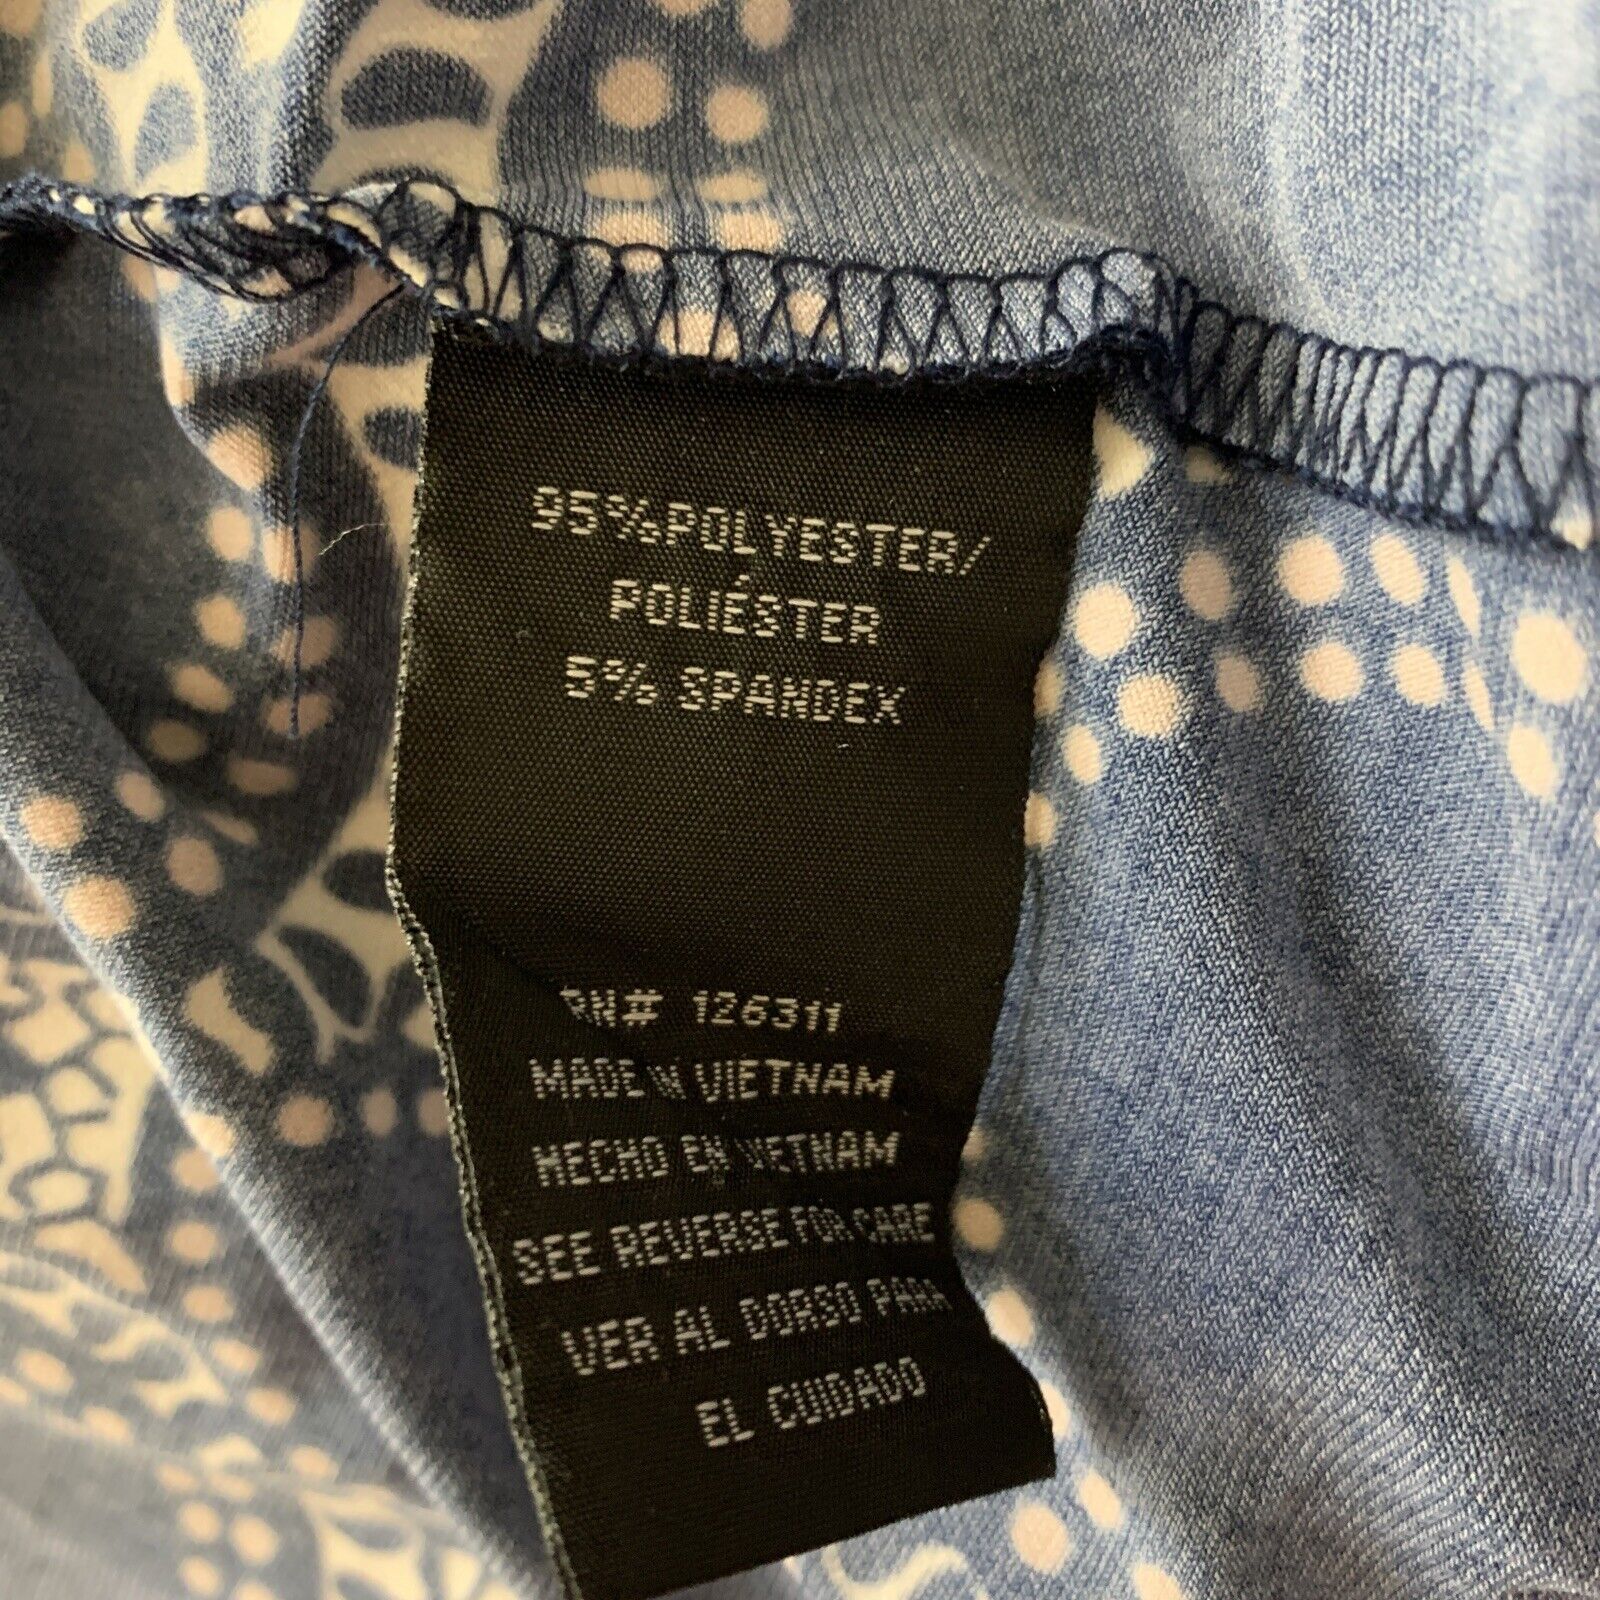 95%POLYESTER/
POLIÉSTER
5% SPANDEX
RN# 126311
MADE IN VIETNAM
HECHO EN VIETNAM
SEE REVERSE FOR CARE
VER AL DORSO PARA
EL CUIDADO